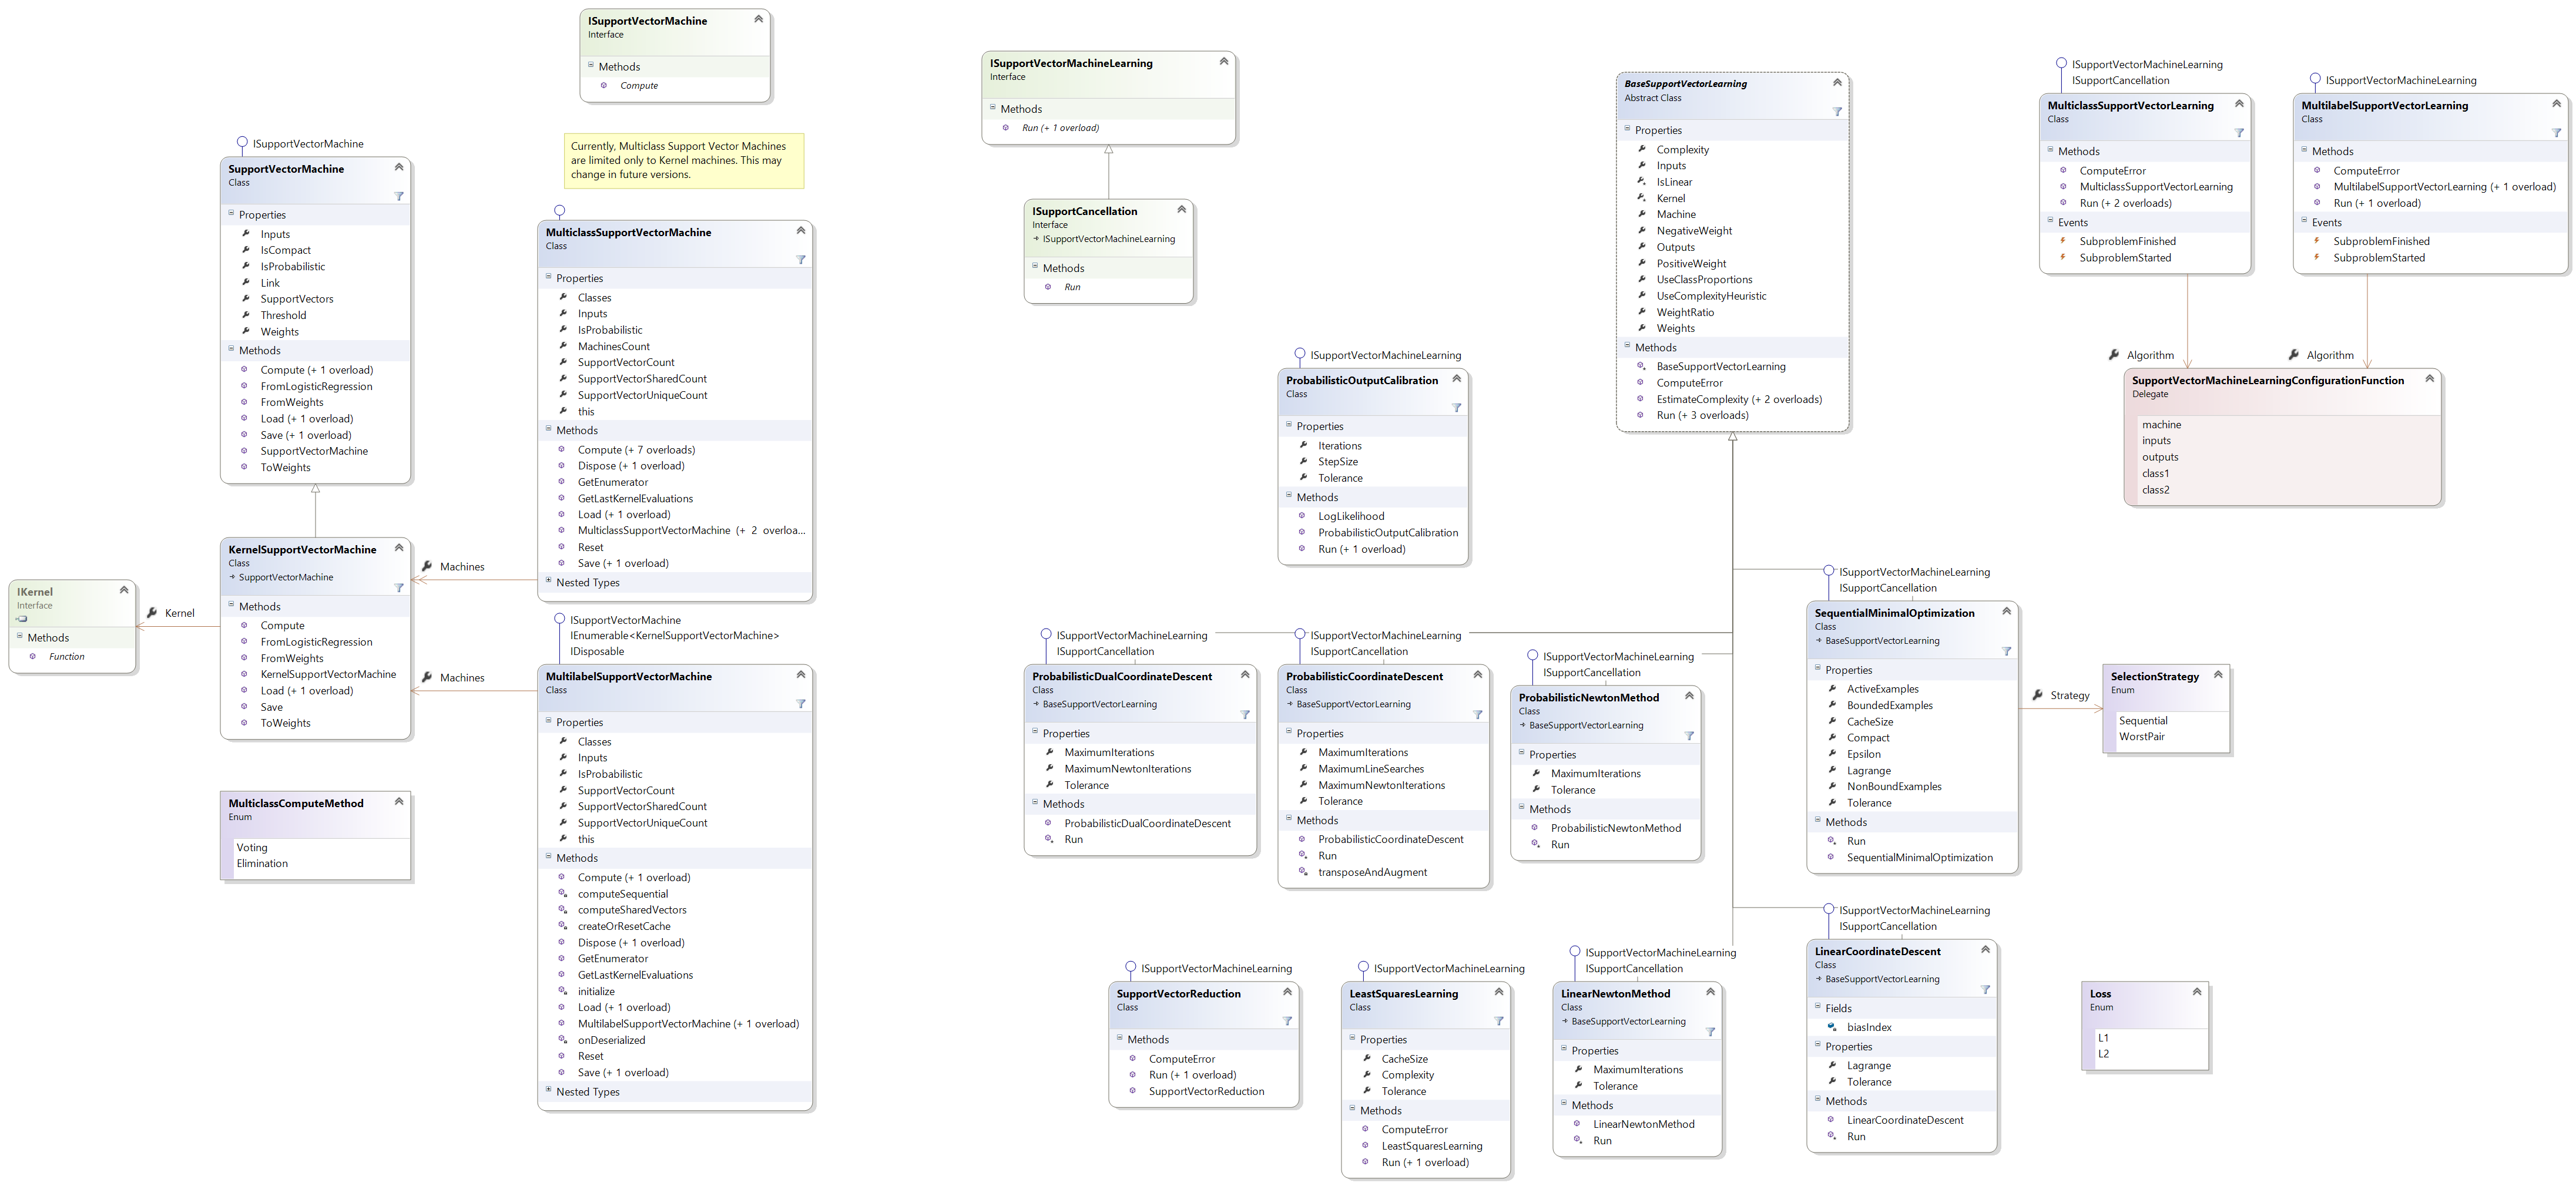 ISupportVectorMachine
Interface
Methods
Compute
Currently, Multiclass Support Vector Machines
are limited only to Kernel machines. This may
change in future versions.
ISupportVectorMachine
SupportVectorMachine
Class
Properties
Inputs
IsCompact
IsProbabilistic
Link
SupportVectors
Threshold
Weights
Methods
Compute (+ 1 overload)
FromLogisticRegression
FromWeights
Load (+ 1 overload)
Save (+ 1 overload)
SupportVectorMachine
ToWeights
KernelSupportVectorMachine
Class
SupportVectorMachine
Methods
Compute
FromLogisticRegression
FromWeights
KernelSupportVectorMachine
Load (+ 1 overload)
Save
ToWeights
IKernel
Interface
Methods
Function
Kernel
Machines
Machines
MulticlassComputeMethod
Enum
Voting
Elimination
MulticlassSupportVectorMachine
Class
Properties
Classes
Inputs
IsProbabilistic
MachinesCount
SupportVectorCount
SupportVectorSharedCount
SupportVectorUniqueCount
this
Methods
Compute (+ 7 overloads)
Dispose (+ 1 overload)
GetEnumerator
GetLastKernelEvaluations
Load (+ 1 overload)
MulticlassSupportVectorMachine (+ 2 overloa...
Reset
Save (+ 1 overload)
Nested Types
ISupportVectorMachine
IEnumerable<KernelSupportVectorMachine>
IDisposable
MultilabelSupportVectorMachine
Class
Properties
Classes
Inputs
IsProbabilistic
SupportVectorCount
SupportVectorSharedCount
SupportVectorUniqueCount
this
Methods
Compute (+ 1 overload)
computeSequential
computeSharedVectors
createOrResetCache
Dispose (+ 1 overload)
GetEnumerator
GetLastKernelEvaluations
initialize
Load (+ 1 overload)
MultilabelSupportVectorMachine (+ 1 overload)
onDeserialized
Reset
Save (+ 1 overload)
Nested Types
ISupportVectorMachineLearning
Interface
Methods
Run (+ 1 overload)
ISupportCancellation
Interface
ISupportVectorMachineLearning
Methods
Run
ISupportVectorMachineLearning
ProbabilisticOutputCalibration
Class
Properties
Iterations
StepSize
Tolerance
Methods
LogLikelihood
ProbabilisticOutputCalibration
Run (+ 1 overload)
BaseSupportVectorLearning
Abstract Class
Properties
Complexity
Inputs
IsLinear
Kernel
Machine
NegativeWeight
Outputs
PositiveWeight
UseClassProportions
UseComplexityHeuristic
WeightRatio
Weights
Methods
BaseSupportVectorLearning
ComputeError
EstimateComplexity (+ 2 overloads)
Run (+ 3 overloads)
ISupportVectorMachineLearning
ISupportCancellation
MulticlassSupportVectorLearning
Class
Methods
ComputeError
MulticlassSupportVectorLearning
Run (+ 2 overloads)
Events
SubproblemFinished
SubproblemStarted
ISupportVectorMachineLearning
MultilabelSupportVectorLearning
Class
Methods
ComputeError
MultilabelSupportVectorLearning (+ 1 overload)
Run (+ 1 overload)
Events
SubproblemFinished
SubproblemStarted
Algorithm
Algorithm
SupportVectorMachineLearningConfigurationFunction
Delegate
machine
inputs
outputs
class1
class2
ISupportVectorMachineLearning
ISupportCancellation
ProbabilisticDualCoordinateDescent
Class
BaseSupportVectorLearning
Properties
MaximumIterations
MaximumNewtonIterations
Tolerance
Methods
ProbabilisticDualCoordinateDescent
Run
ISupportVectorMachineLearning
ISupportCancellation
ProbabilisticCoordinateDescent
Class
BaseSupportVectorLearning
Properties
MaximumIterations
MaximumLineSearches
MaximumNewtonIterations
Tolerance
Methods
ProbabilisticCoordinateDescent
Run
transposeAndAugment
ISupportVectorMachineLearning
ISupportCancellation
ProbabilisticNewtonMethod
Class
BaseSupportVectorLearning
Properties
MaximumIterations
Tolerance
Methods
ProbabilisticNewtonMethod
Run
ISupportVectorMachineLearning
ISupportCancellation
SequentialMinimalOptimization
Class
BaseSupportVectorLearning
Properties
ActiveExamples
BoundedExamples
CacheSize
Compact
Epsilon
Lagrange
NonBoundExamples
Tolerance
Methods
Run
SequentialMinimalOptimization
Strategy
SelectionStrategy
Enum
Sequential
WorstPair
ISupportVectorMachineLearning
SupportVectorReduction
Class
Methods
ComputeError
Run (+ 1 overload)
SupportVectorReduction
ISupportVectorMachineLearning
LeastSquaresLearning
Class
Properties
CacheSize
Complexity
Tolerance
Methods
ComputeError
LeastSquaresLearning
Run (+ 1 overload)
ISupportVectorMachineLearning
ISupportCancellation
LinearNewtonMethod
Class
BaseSupportVectorLearning
Properties
MaximumIterations
Tolerance
Methods
LinearNewtonMethod
Run
ISupportVectorMachineLearning
ISupportCancellation
LinearCoordinateDescent
Class
BaseSupportVectorLearning
Fields
biasIndex
Properties
Lagrange
Tolerance
Methods
LinearCoordinateDescent
Run
Loss
Enum
L1
L2